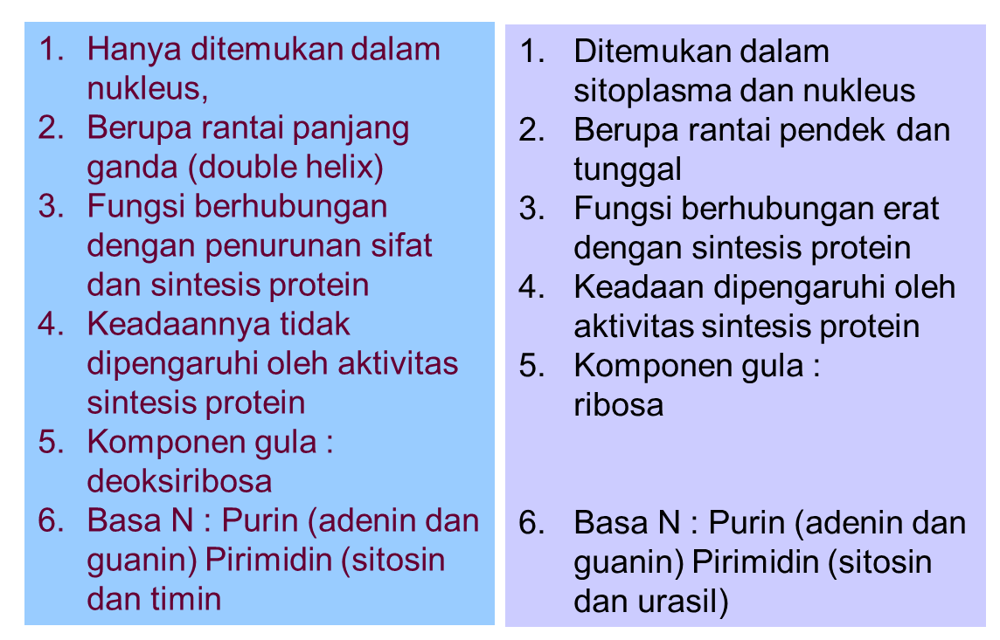 1. Hanya ditemukan dalam
nukleus,
2. Berupa rantai panjang
ganda (double helix)
3. Fungsi berhubungan
dengan penurunan sifat
dan sintesis protein
4. Keadaannya tidak
dipengaruhi oleh aktivitas
sintesis protein
5. Komponen gula :
deoksiribosa
6. Basa N : Purin (adenin dan
guanin) Pirimidin (sitosin
dan timin
1. Ditemukan dalam
sitoplasma dan nukleus
2. Berupa rantai pendek dan
tunggal
3. Fungsi berhubungan erat
dengan sintesis protein
4. Keadaan dipengaruhi oleh
aktivitas sintesis protein
5. Komponen gula :
ribosa
6. Basa N : Purin (adenin dan
guanin) Pirimidin (sitosin
dan urasil)